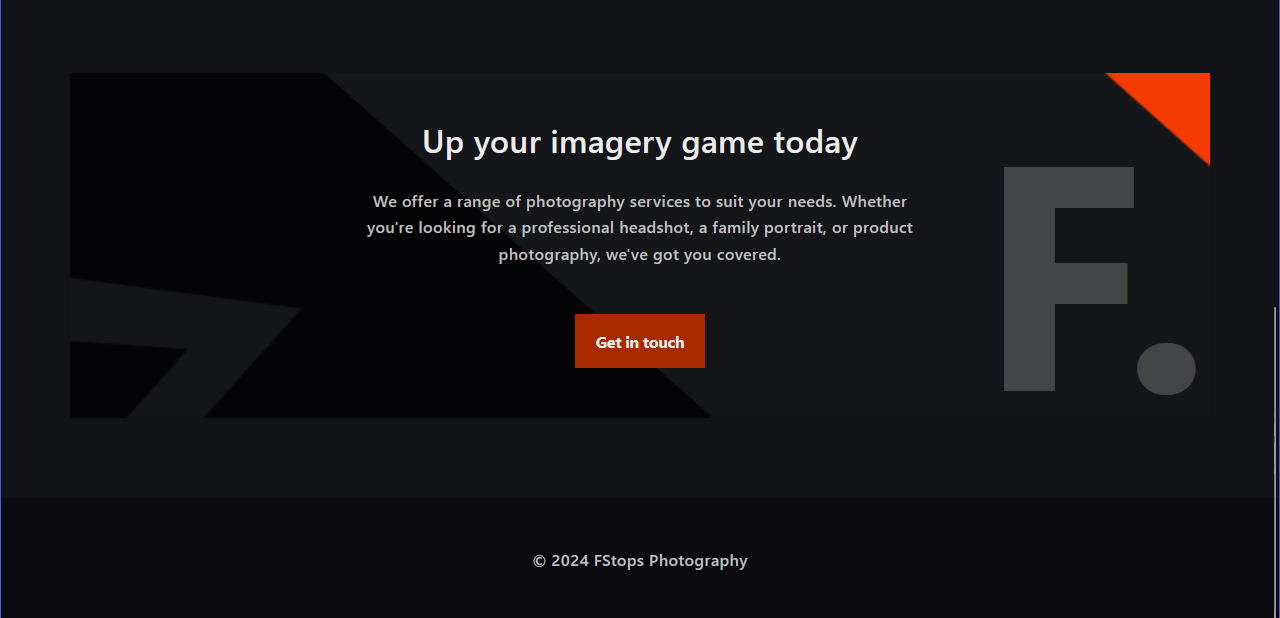 Up your imagery game today
We offer a range of photography services to suit your needs. Whether
you're looking for a professional headshot, a family portrait, or product
photography, we've got you covered.
Get in touch
F.
© 2024 FStops Photography